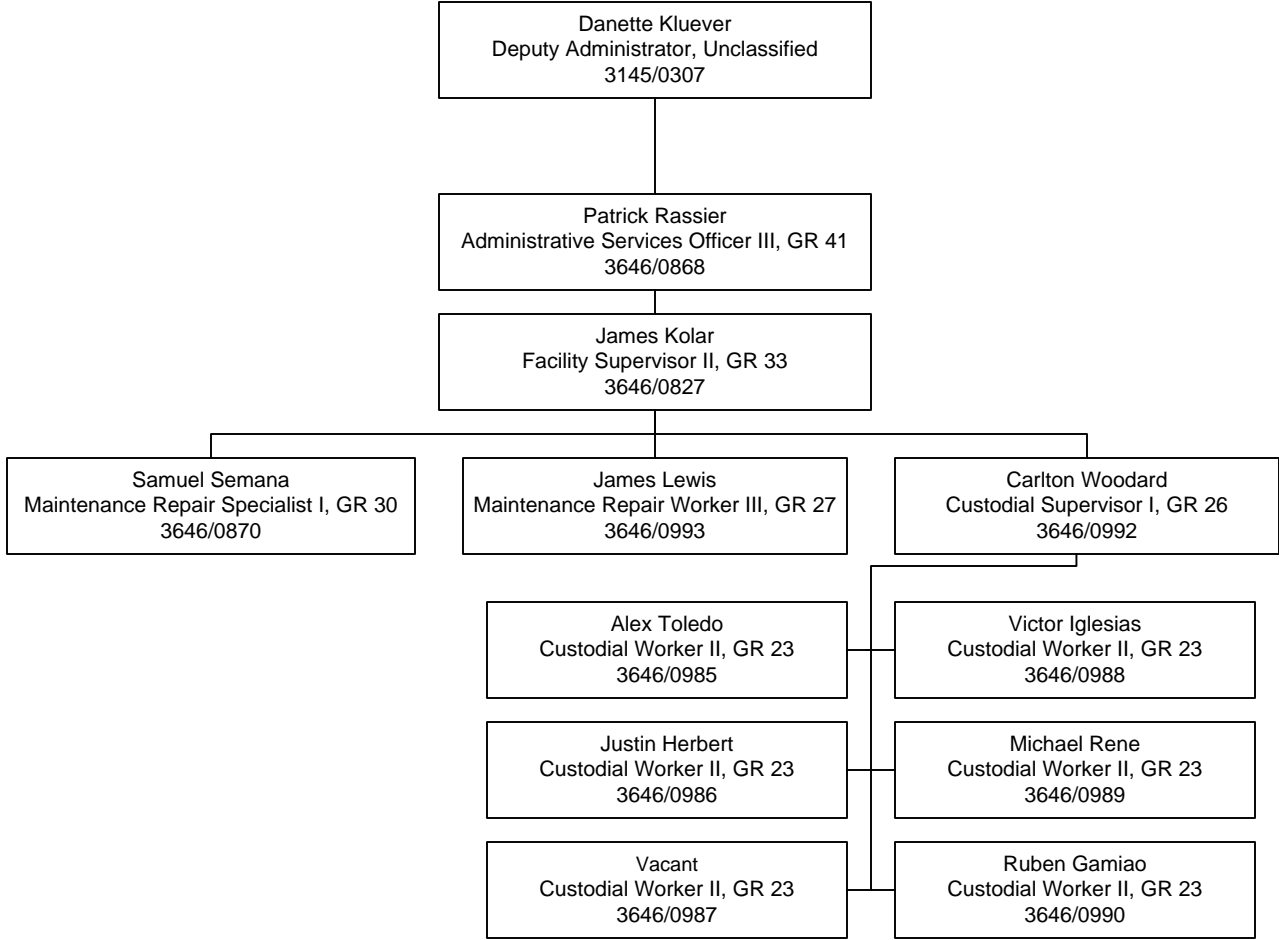 Danette Kluever
Deputy Administrator, Unclassified
3145/0307
Patrick Rassier
Administrative Services Officer III, GR 41
3646/0868
James Kolar
Facility Supervisor II, GR 33
3646/0827
Samuel Semana
Maintenance Repair Specialist I, GR 30
3646/0870
James Lewis
Maintenance Repair Worker III, GR 27
3646/0993
Carlton Woodard
Custodial Supervisor I, GR 26
3646/0992
Alex Toledo
Custodial Worker II, GR 23
3646/0985
Victor Iglesias
Custodial Worker II, GR 23
3646/0988
Justin Herbert
Custodial Worker II, GR 23
3646/0986
Michael Rene
Custodial Worker II, GR 23
3646/0989
Vacant
Custodial Worker II, GR 23
3646/0987
Ruben Gamiao
Custodial Worker II, GR 23
3646/0990